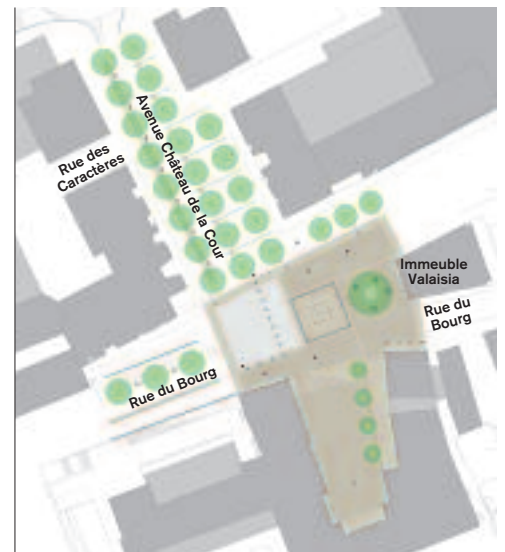 Avenue Château de la Cour
Rue des
Caractères
Immeuble
Valaisia
Rue du
Bourg
Rue du Bourg